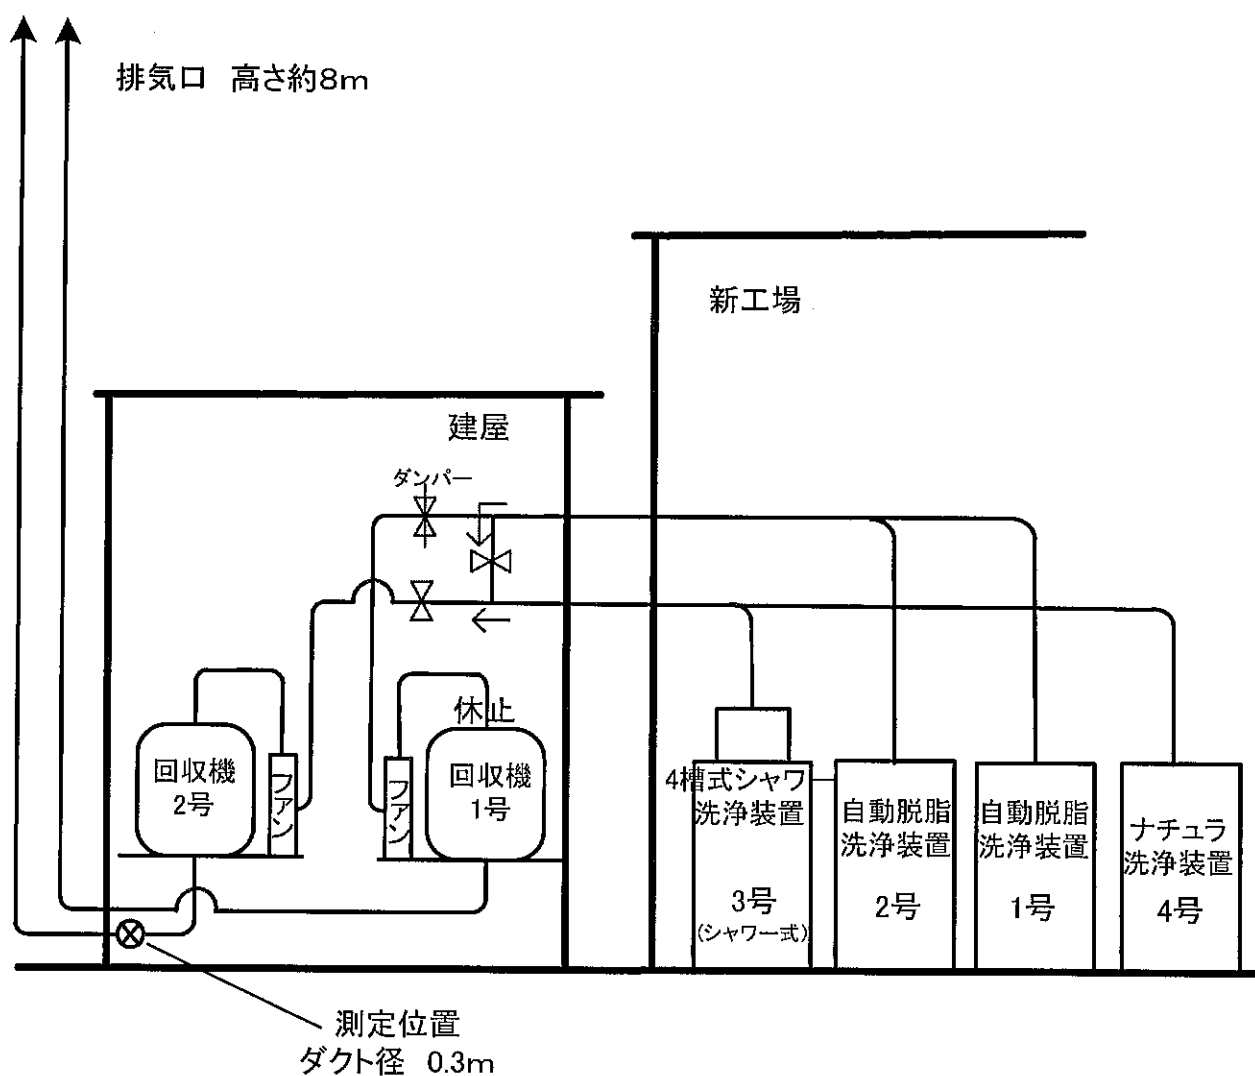 排気口 高さ約8m
新工場
建屋
ダンパー
休止
回収機
2号
ファン
ファン
回収機
1号
4槽式シャワ
洗浄装置
3号
(シャワー式)
自動脱脂
洗浄装置
2号
自動脱脂
洗浄装置
1号
ナチュラ
洗浄装置
4号
測定位置
ダクト径 0.3m